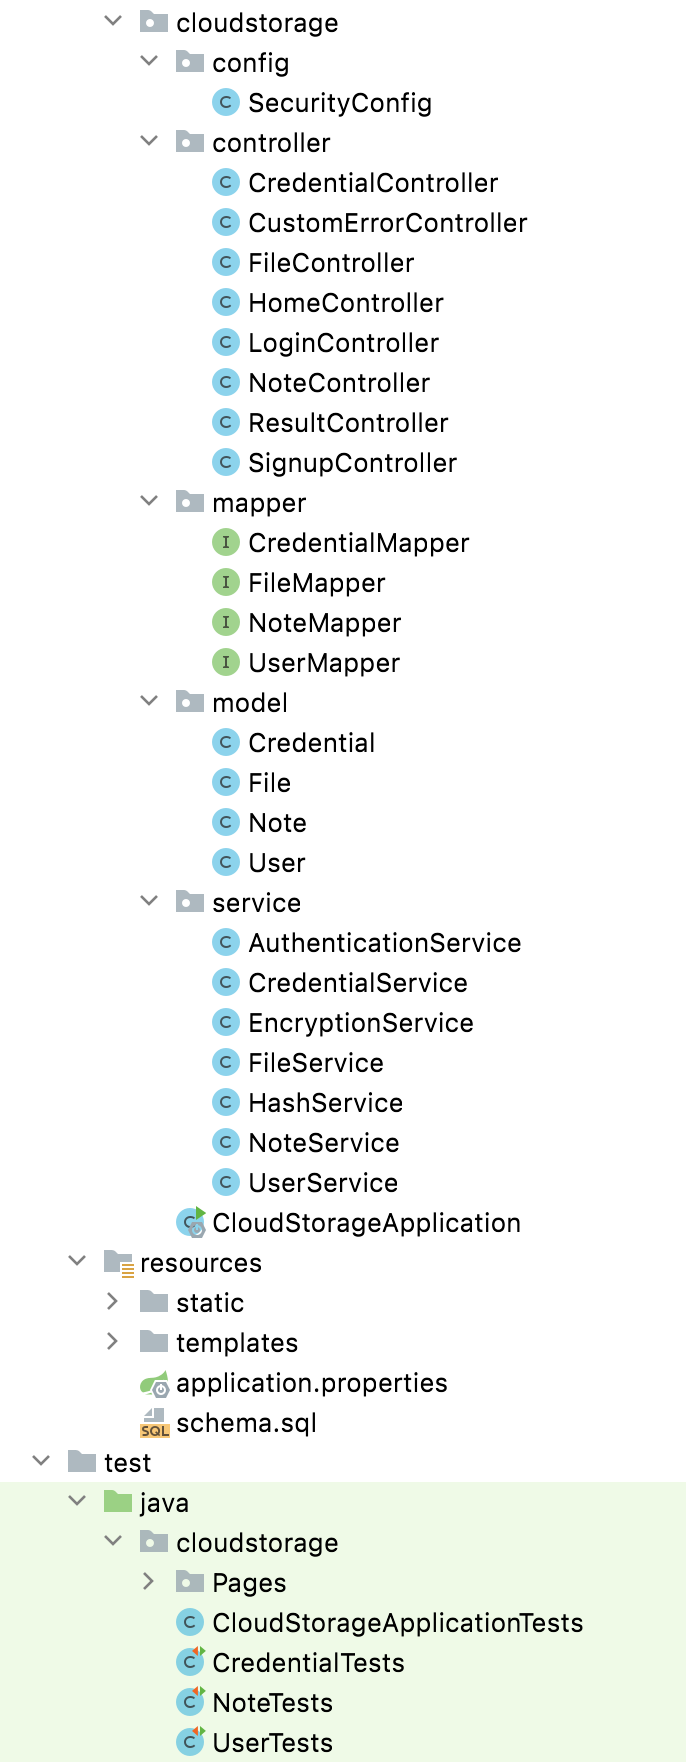 cloudstorage
config
C SecurityConfig
controller
C CredentialController
C CustomErrorController
C FileController
C HomeController
C LoginController
C NoteController
C ResultController
C SignupController
mapper
I CredentialMapper
I FileMapper
I NoteMapper
I UserMapper
model
C Credential
C File
C Note
C User
service
C AuthenticationService
C CredentialService
C EncryptionService
C FileService
C HashService
C NoteService
C UserService
C CloudStorageApplication
resources
static
templates
application.properties
SQL schema.sql
test
java
cloudstorage
Pages
C CloudStorageApplicationTests
C CredentialTests
C NoteTests
C UserTests